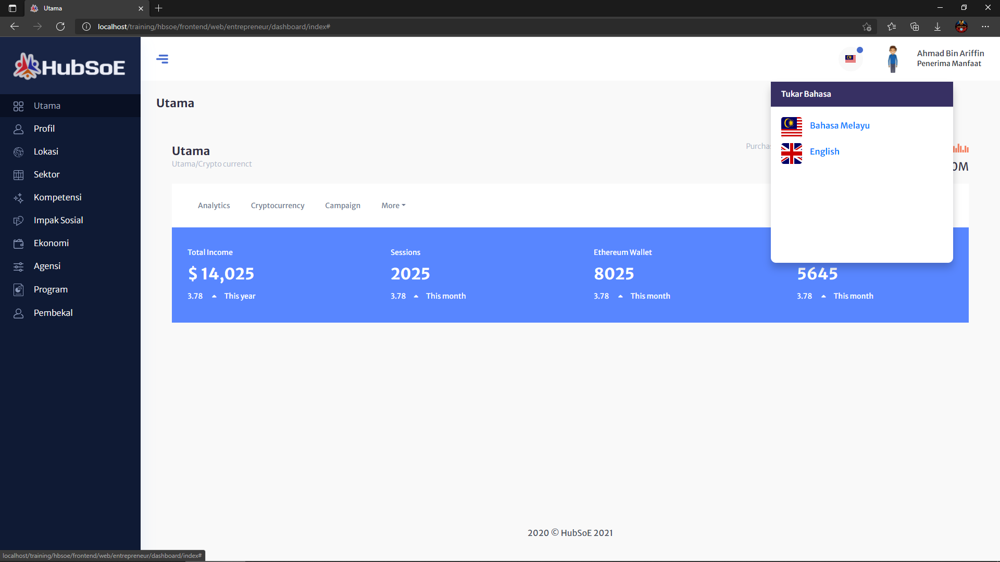 Utama
localhost/training/hbsoe/frontend/web/entrepreneur/dashboard/index#
HubSoE
Ahmad Bin Ariffin
Penerima Manfaat
Utama
Profil
Lokasi
Sektor
Kompetensi
Impak Sosial
Ekonomi
Agensi
Program
Pembekal
Utama
Tukar Bahasa
Bahasa Melayu
English
Utama
Utama/Crypto currenct
Purchas
0M
Analytics Cryptocurrency Campaign More
Total Income
$ 14,025
3.78 This year
Sessions
2025
3.78 This month
Ethereum Wallet
8025
3.78 This month
5645
3.78 This month
2020 © HubSoE 2021
localhost/training/hbsoe/frontend/web/entrepreneur/dashboard/index#